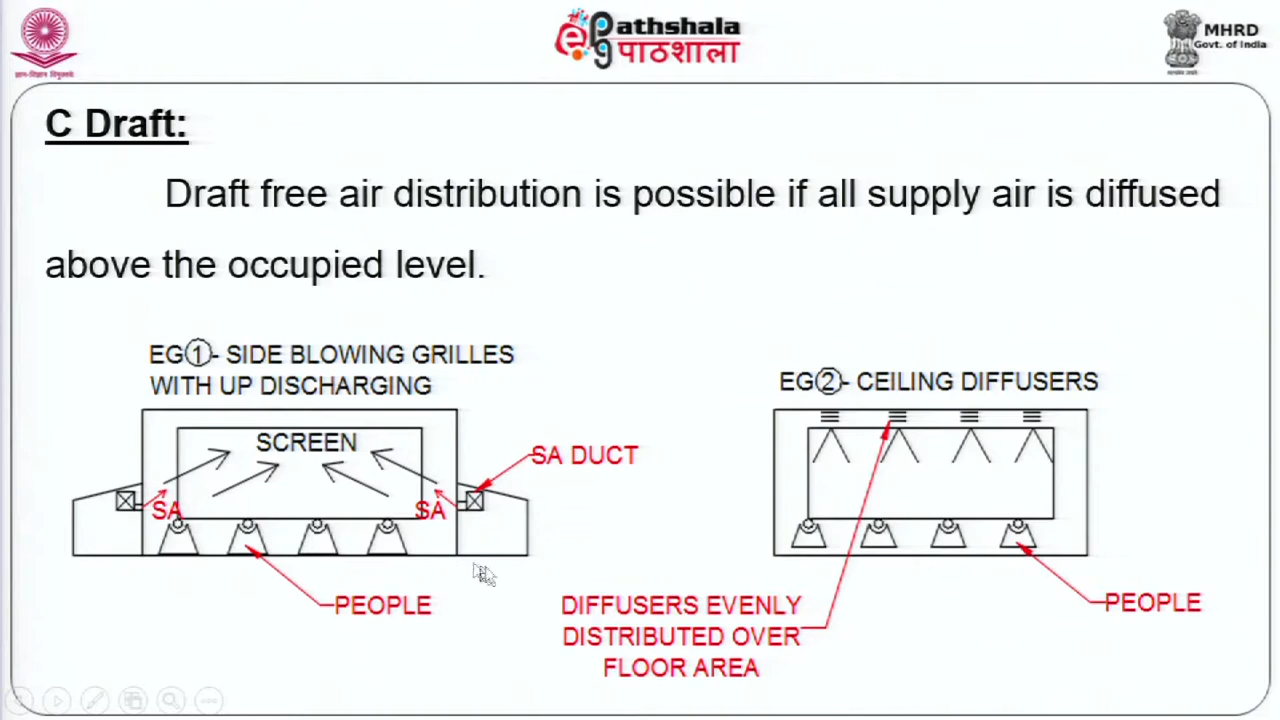 ePG Pathshala
पाठशाला
MHRD
Govt. of India
C Draft:
Draft free air distribution is possible if all supply air is diffused
above the occupied level.
EG①- SIDE BLOWING GRILLES
WITH UP DISCHARGING
SCREEN
SA DUCT
SA
SA
PEOPLE
EG②- CEILING DIFFUSERS
DIFFUSERS EVENLY
DISTRIBUTED OVER
FLOOR AREA
PEOPLE